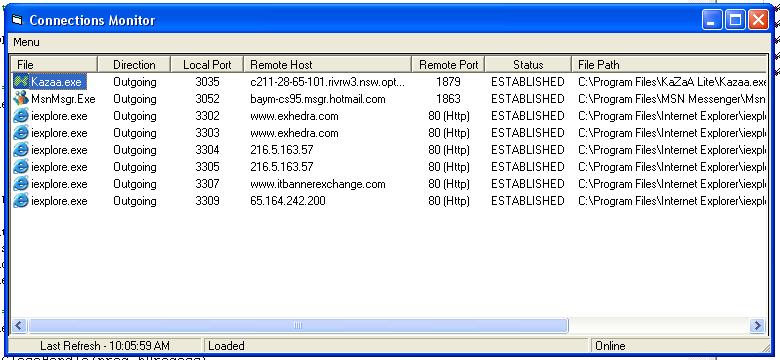 Connections Monitor
Menu
File Direction Local Port Remote Host Remote Port Status File Path
Kazaa.exe Outgoing 3035 c211-28-65-101.rivrw3.nsw.opt... 1879 ESTABLISHED C:\Program Files\KaZaA Lite\Kazaa.exe
MsnMsgr.Exe Outgoing 3052 baym-cs95.msgr.hotmail.com 1863 ESTABLISHED C:\Program Files\MSN Messenger\Msn
iexplore.exe Outgoing 3302 www.exhedra.com 80 (Http) ESTABLISHED C:\Program Files\Internet Explorer\iexplo
iexplore.exe Outgoing 3303 www.exhedra.com 80 (Http) ESTABLISHED C:\Program Files\Internet Explorer\iexplo
iexplore.exe Outgoing 3304 216.5.163.57 80 (Http) ESTABLISHED C:\Program Files\Internet Explorer\iexplo
iexplore.exe Outgoing 3305 216.5.163.57 80 (Http) ESTABLISHED C:\Program Files\Internet Explorer\iexplo
iexplore.exe Outgoing 3307 www.itbannerexchange.com 80 (Http) ESTABLISHED C:\Program Files\Internet Explorer\iexplo
iexplore.exe Outgoing 3309 65.164.242.200 80 (Http) ESTABLISHED C:\Program Files\Internet Explorer\iexplo
Last Refresh - 10:05:59 AM Loaded Online